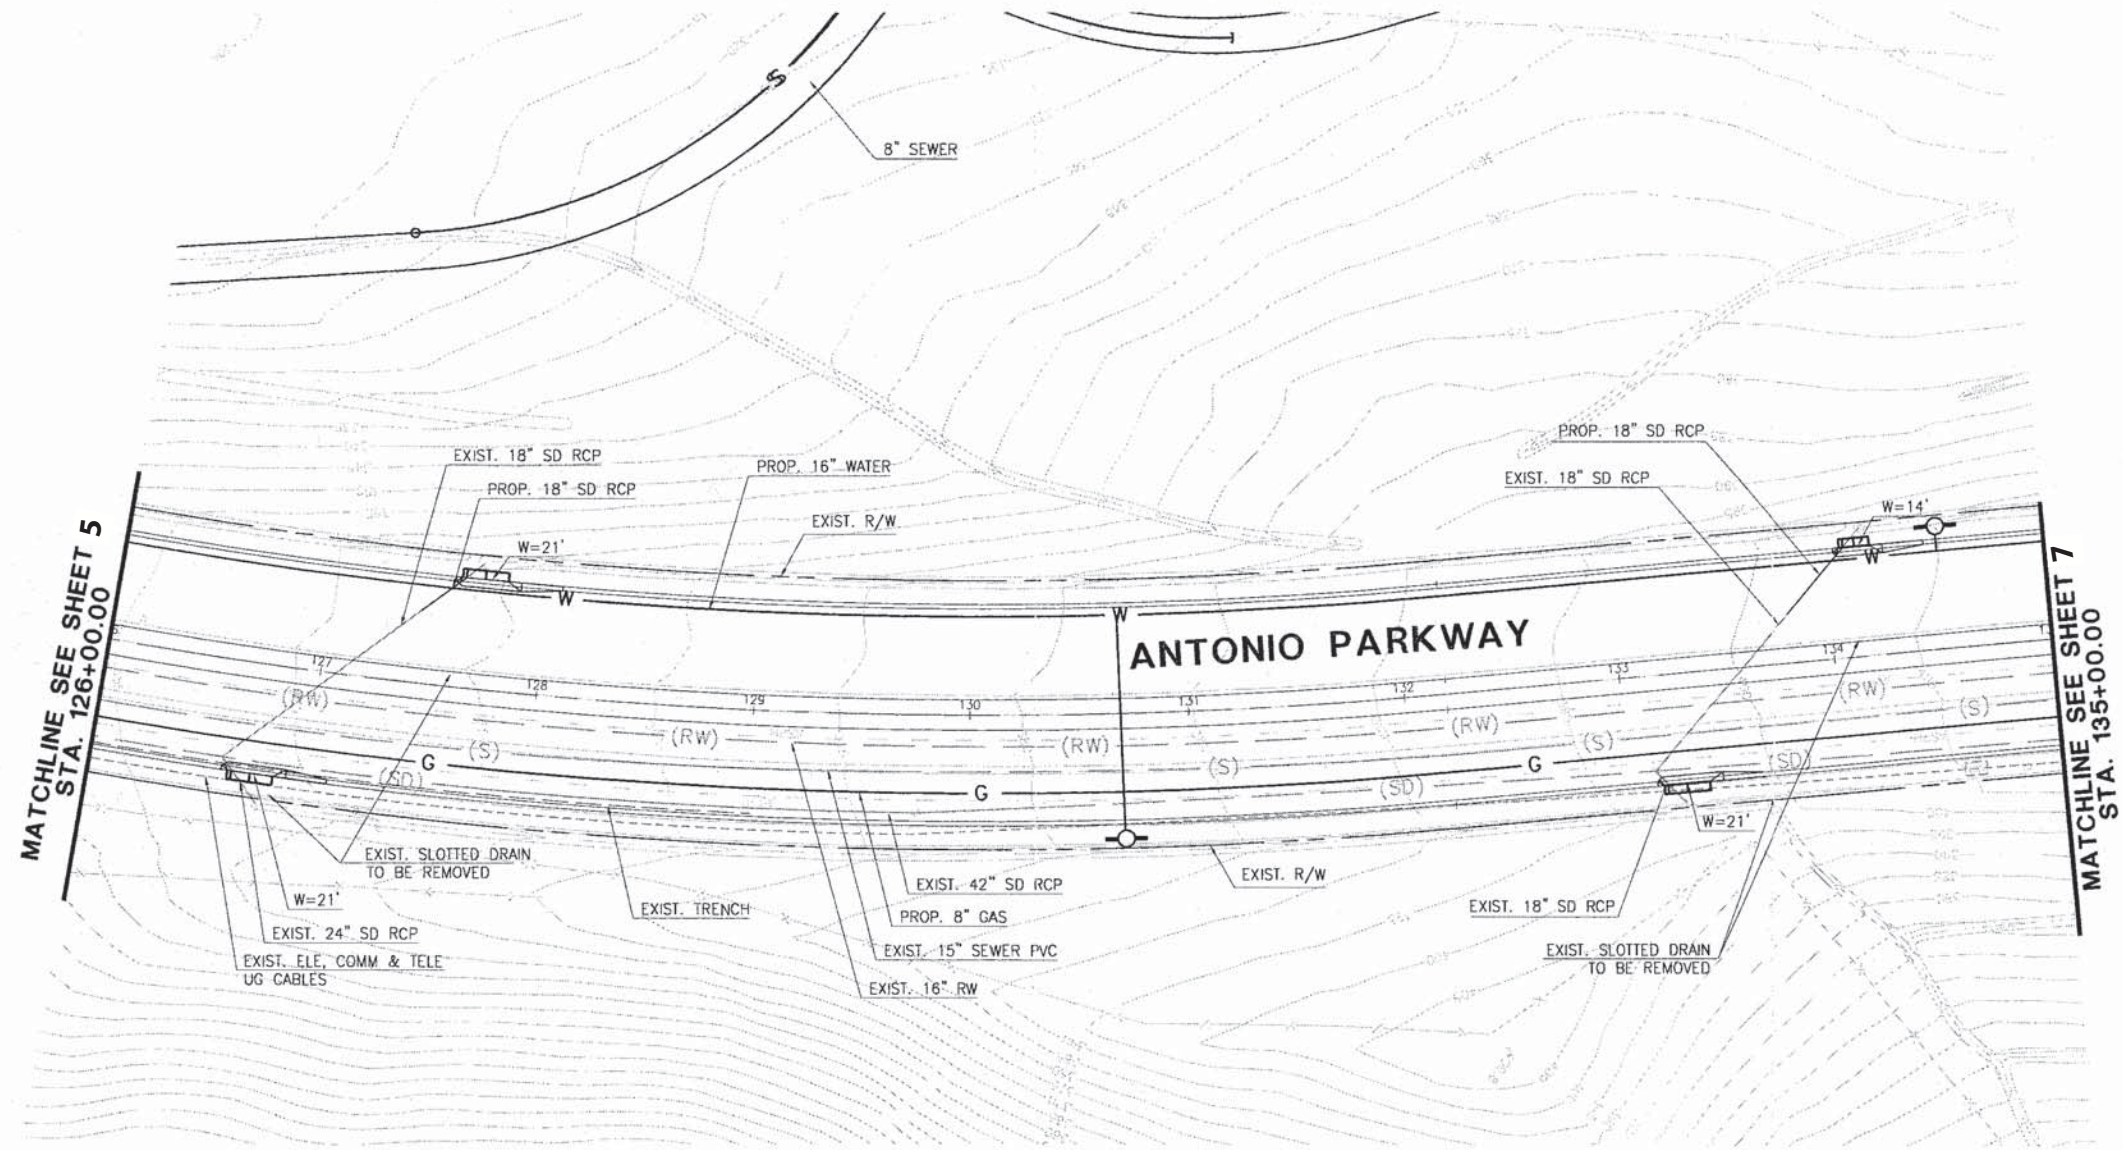 S
8" SEWER
PROP. 18" SD RCP
EXIST. 18" SD RCP
EXIST. 18" SD RCP
PROP. 16" WATER
PROP. 18" SD RCP
EXIST. R/W
W=14'
W=21'
W
W
W
MATCHLINE SEE SHEET 5
STA. 126+00.00
ANTONIO PARKWAY
MATCHLINE SEE SHEET 7
STA. 135+00.00
127
128
129
130
131
132
133
134
(RW)
(RW)
(RW)
(RW)
(RW)
(S)
(S)
(S)
(S)
G
G
G
(SD)
(SD)
(SD)
W=21'
EXIST. SLOTTED DRAIN
TO BE REMOVED
EXIST. R/W
EXIST. 42" SD RCP
W=21'
EXIST. TRENCH
PROP. 8" GAS
EXIST. 18" SD RCP
EXIST. 24" SD RCP
EXIST. 15" SEWER PVC
EXIST. SLOTTED DRAIN
TO BE REMOVED
EXIST. ELE, COMM & TELE
UG CABLES
EXIST. 16" RW